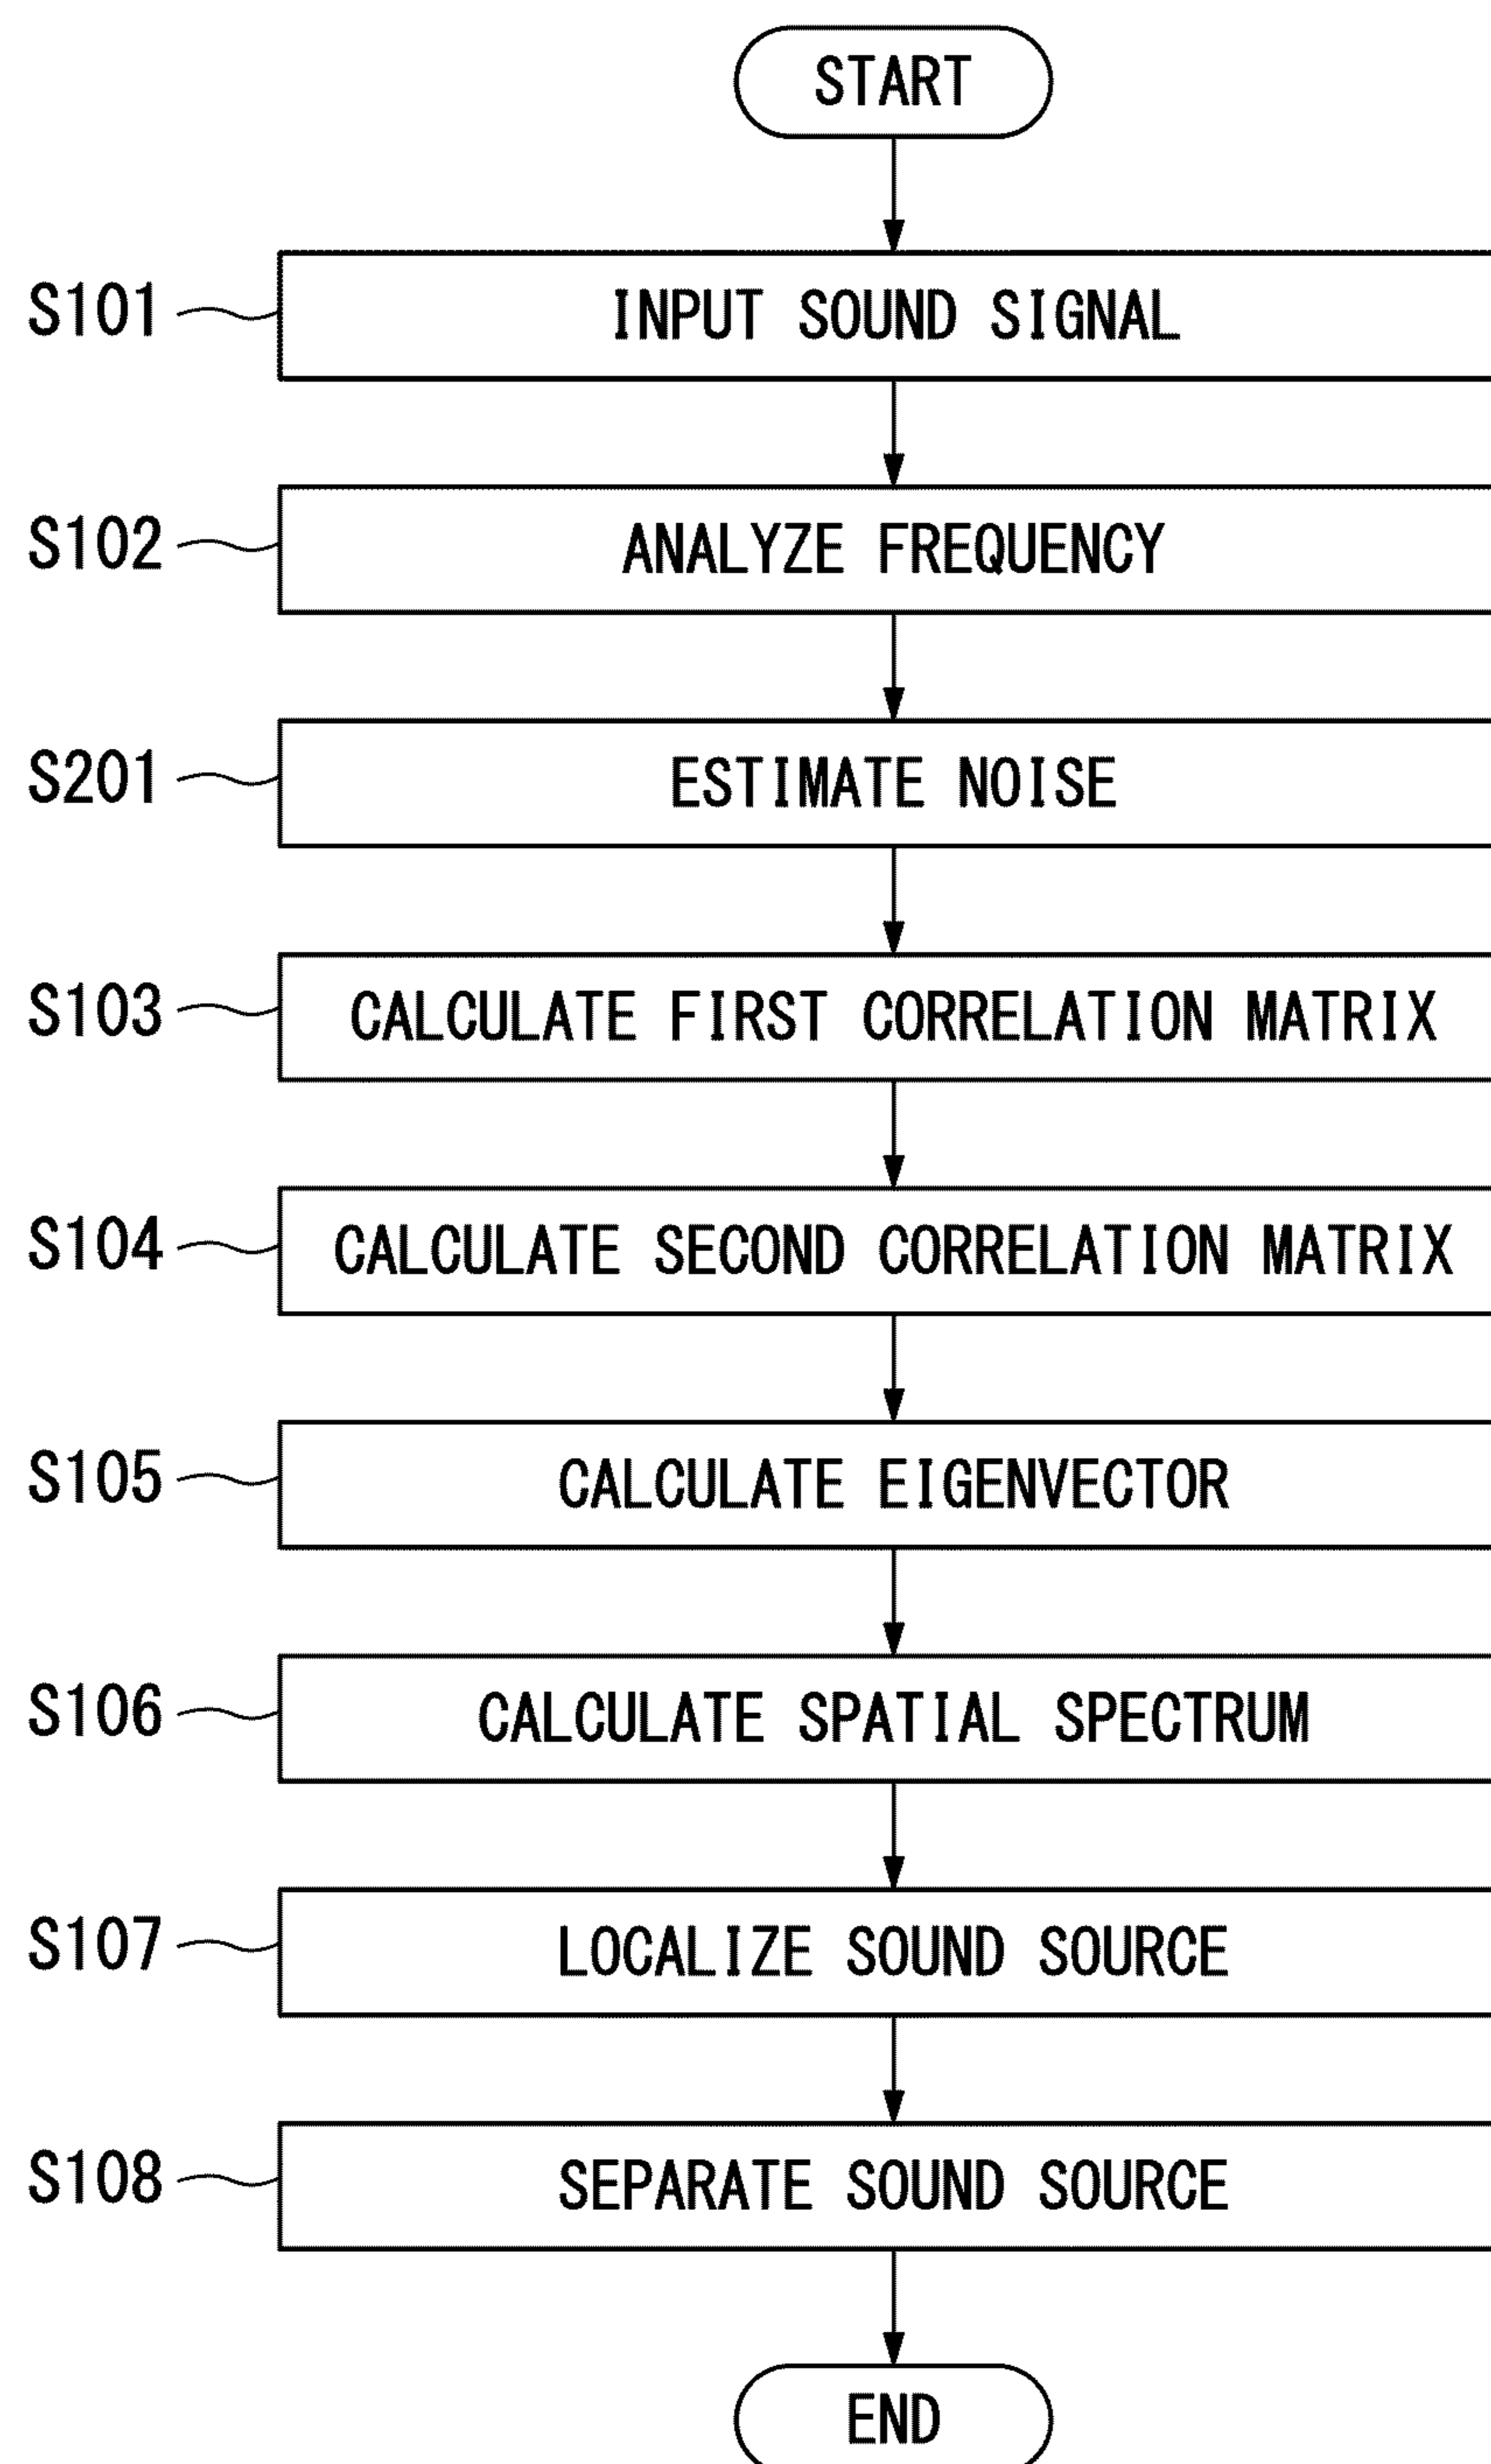 START
S101 INPUT SOUND SIGNAL
S102 ANALYZE FREQUENCY
S201 ESTIMATE NOISE
S103 CALCULATE FIRST CORRELATION MATRIX
S104 CALCULATE SECOND CORRELATION MATRIX
S105 CALCULATE EIGENVECTOR
S106 CALCULATE SPATIAL SPECTRUM
S107 LOCALIZE SOUND SOURCE
S108 SEPARATE SOUND SOURCE
END